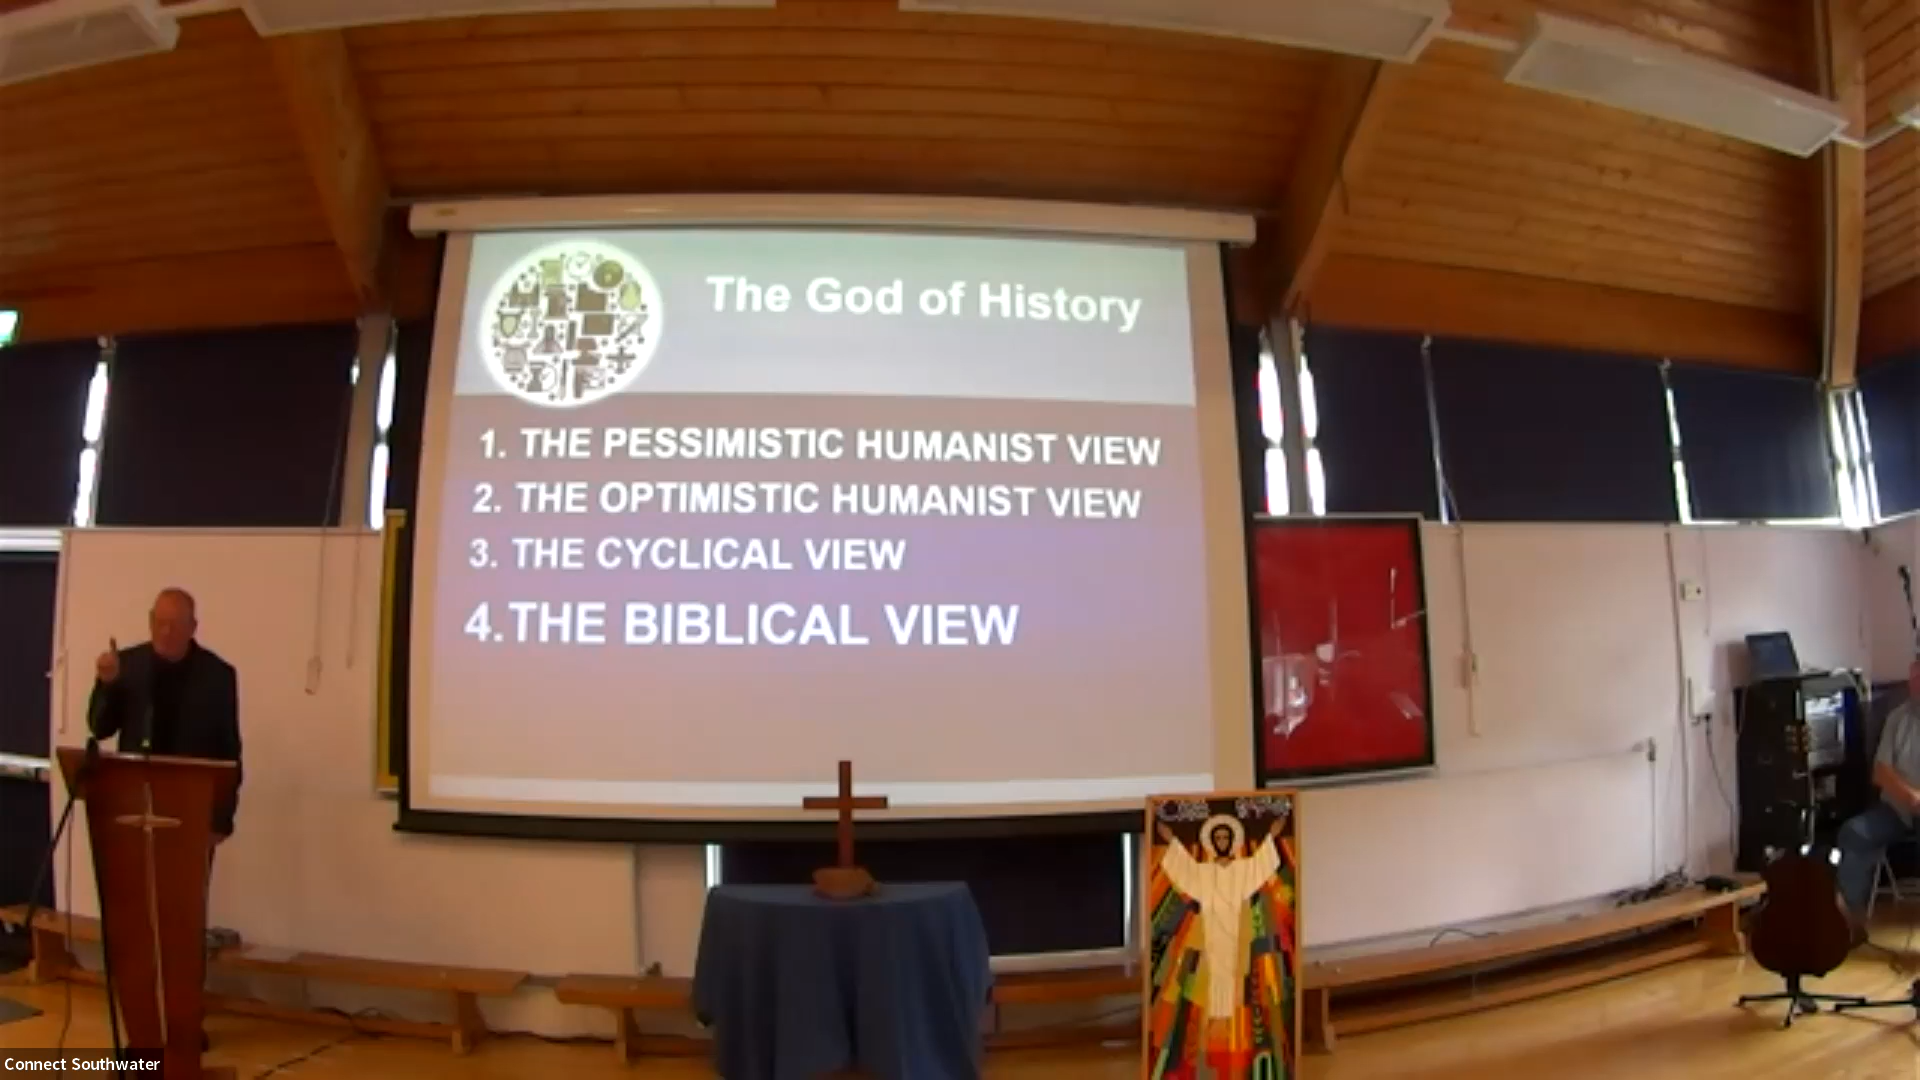 The God of History
1. THE PESSIMISTIC HUMANIST VIEW
2. THE OPTIMISTIC HUMANIST VIEW
3. THE CYCLICAL VIEW
4. THE BIBLICAL VIEW
Connect Southwater